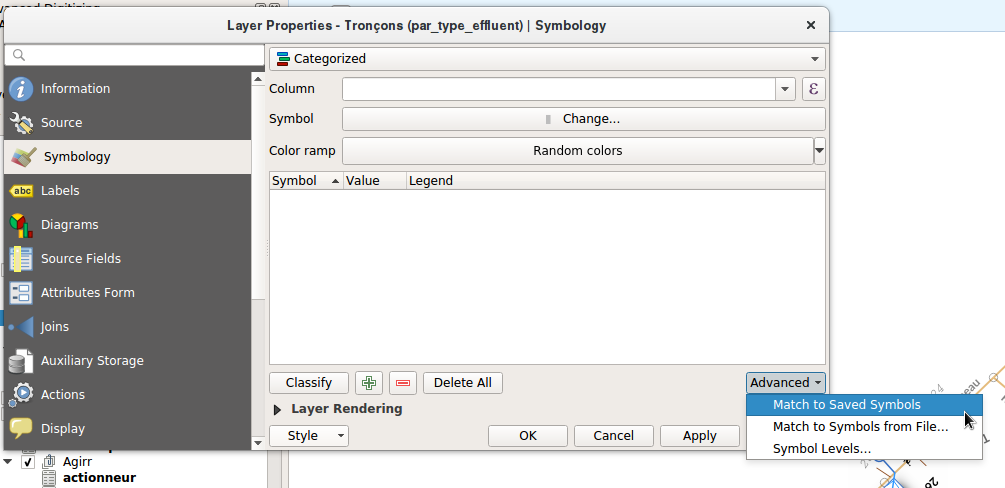 Layer Properties - Tronçons (par_type_effluent) | Symbology
Information
Source
Symbology
Labels
Diagrams
Source Fields
Attributes Form
Joins
Auxiliary Storage
Actions
Display
Categorized
Column
ε
Symbol
Change...
Color ramp
Random colors
Symbol Value Legend
Classify
Delete All
Advanced
Match to Saved Symbols
Match to Symbols from File...
Symbol Levels...
Layer Rendering
Style
OK
Cancel
Apply
abc
Agirr
actionneur